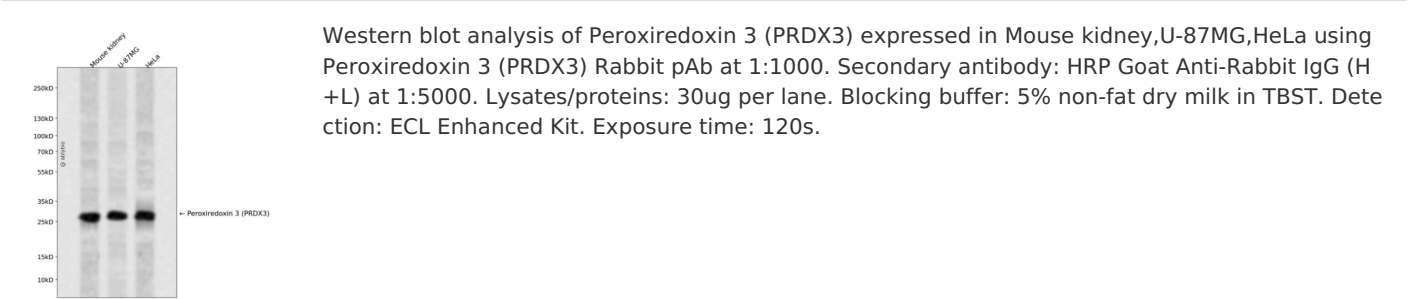 Mouse kidney
U-87MG
HeLa
250kD
130kD
100kD
70kD
55kD
35kD
25kD
15kD
10kD
@ abybio
← Peroxiredoxin 3 (PRDX3)
Western blot analysis of Peroxiredoxin 3 (PRDX3) expressed in Mouse kidney,U-87MG,HeLa using
Peroxiredoxin 3 (PRDX3) Rabbit pAb at 1:1000. Secondary antibody: HRP Goat Anti-Rabbit IgG (H
+L) at 1:5000. Lysates/proteins: 30ug per lane. Blocking buffer: 5% non-fat dry milk in TBST. Dete
ction: ECL Enhanced Kit. Exposure time: 120s.